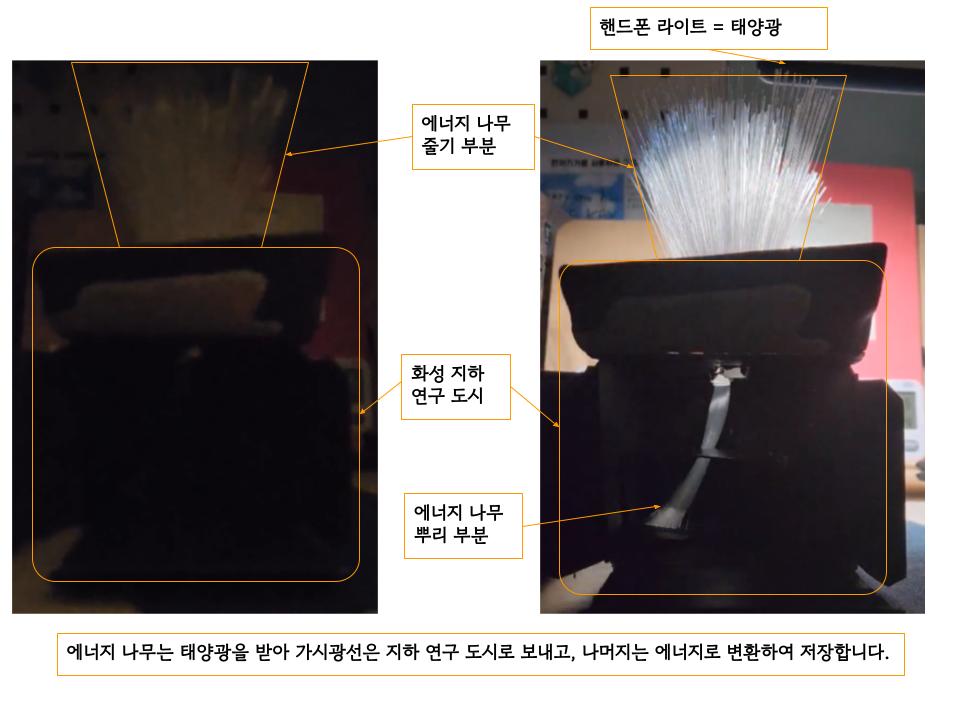 핸드폰 라이트 = 태양광
에너지 나무
줄기 부분
화성 지하
연구 도시
에너지 나무
뿌리 부분
에너지 나무는 태양광을 받아 가시광선은 지하 연구 도시로 보내고, 나머지는 에너지로 변환하여 저장합니다.